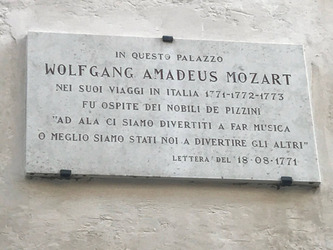 IN QUESTO PALAZZO
WOLFGANG AMADEUS MOZART
NEI SUOI VIAGGI IN ITALIA 1771-1772-1773
FU OSPITE DEI NOBILI DE PIZZINI
"AD ALA CI SIAMO DIVERTITI A FAR MUSICA
O MEGLIO SIAMO STATI NOI A DIVERTIRE GLI ALTRI"
LETTERA DEL 18-08-1771